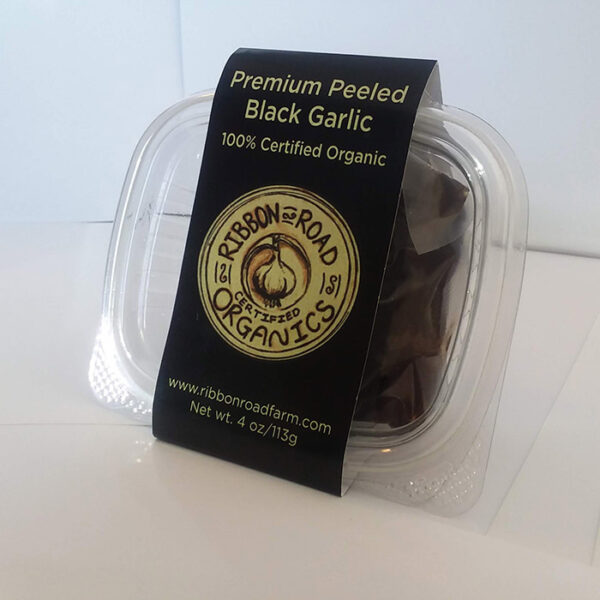 Premium Peeled
Black Garlic
100% Certified Organic
RIBBON ROAD
CERTIFIED
ORGANICS
www.ribbonroadfarm.com
Net wt. 4 oz/113g